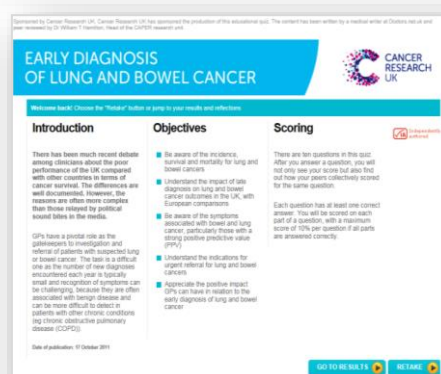 Sponsored by Cancer Research UK. Cancer Research UK has sponsored the production of this educational quiz. The content has been written by a medical writer at Doctors.net.uk and
peer reviewed by Dr William T Hamilton, Head of the CAPER research unit.
EARLY DIAGNOSIS
OF LUNG AND BOWEL CANCER
CANCER
RESEARCH
UK
Welcome back! Choose the "Retake" button or jump to your results and reflections
Introduction
There has been much recent debate
among clinicians about the poor
performance of the UK compared
with other countries in terms of
cancer survival. The differences are
well documented. However, the
reasons are often more complex
than those relayed by political
sound bites in the media.
GPs have a pivotal role as the
gatekeepers to investigation and
referral of patients with suspected lung
or bowel cancer. The task is a difficult
one as the number of new diagnoses
encountered each year is typically
small and recognition of symptoms can
be challenging, because they are often
associated with benign disease and
can be more difficult to detect in
patients with other chronic conditions
(eg chronic obstructive pulmonary
disease (COPD)).
Date of publication: 17 October 2011
Objectives
Be aware of the incidence,
survival and mortality for lung and
bowel cancers
Understand the impact of late
diagnosis on lung and bowel
cancer outcomes in the UK, with
European comparisons
Be aware of the symptoms
associated with bowel and lung
cancer, particularly those with a
strong positive predictive value
(PPV)
Understand the indications for
urgent referral for lung and bowel
cancers
Appreciate the positive impact
GPs can have in relation to the
early diagnosis of lung and bowel
cancer
Scoring
Independently
authored
There are ten questions in this quiz.
After you answer a question, you will
not only see your score but also find
out how your peers collectively scored
for the same question.
Each question has at least one correct
answer. You will be scored on each
part of a question, with a maximum
score of 10% per question if all parts
are answered correctly.
GO TO RESULTS
RETAKE